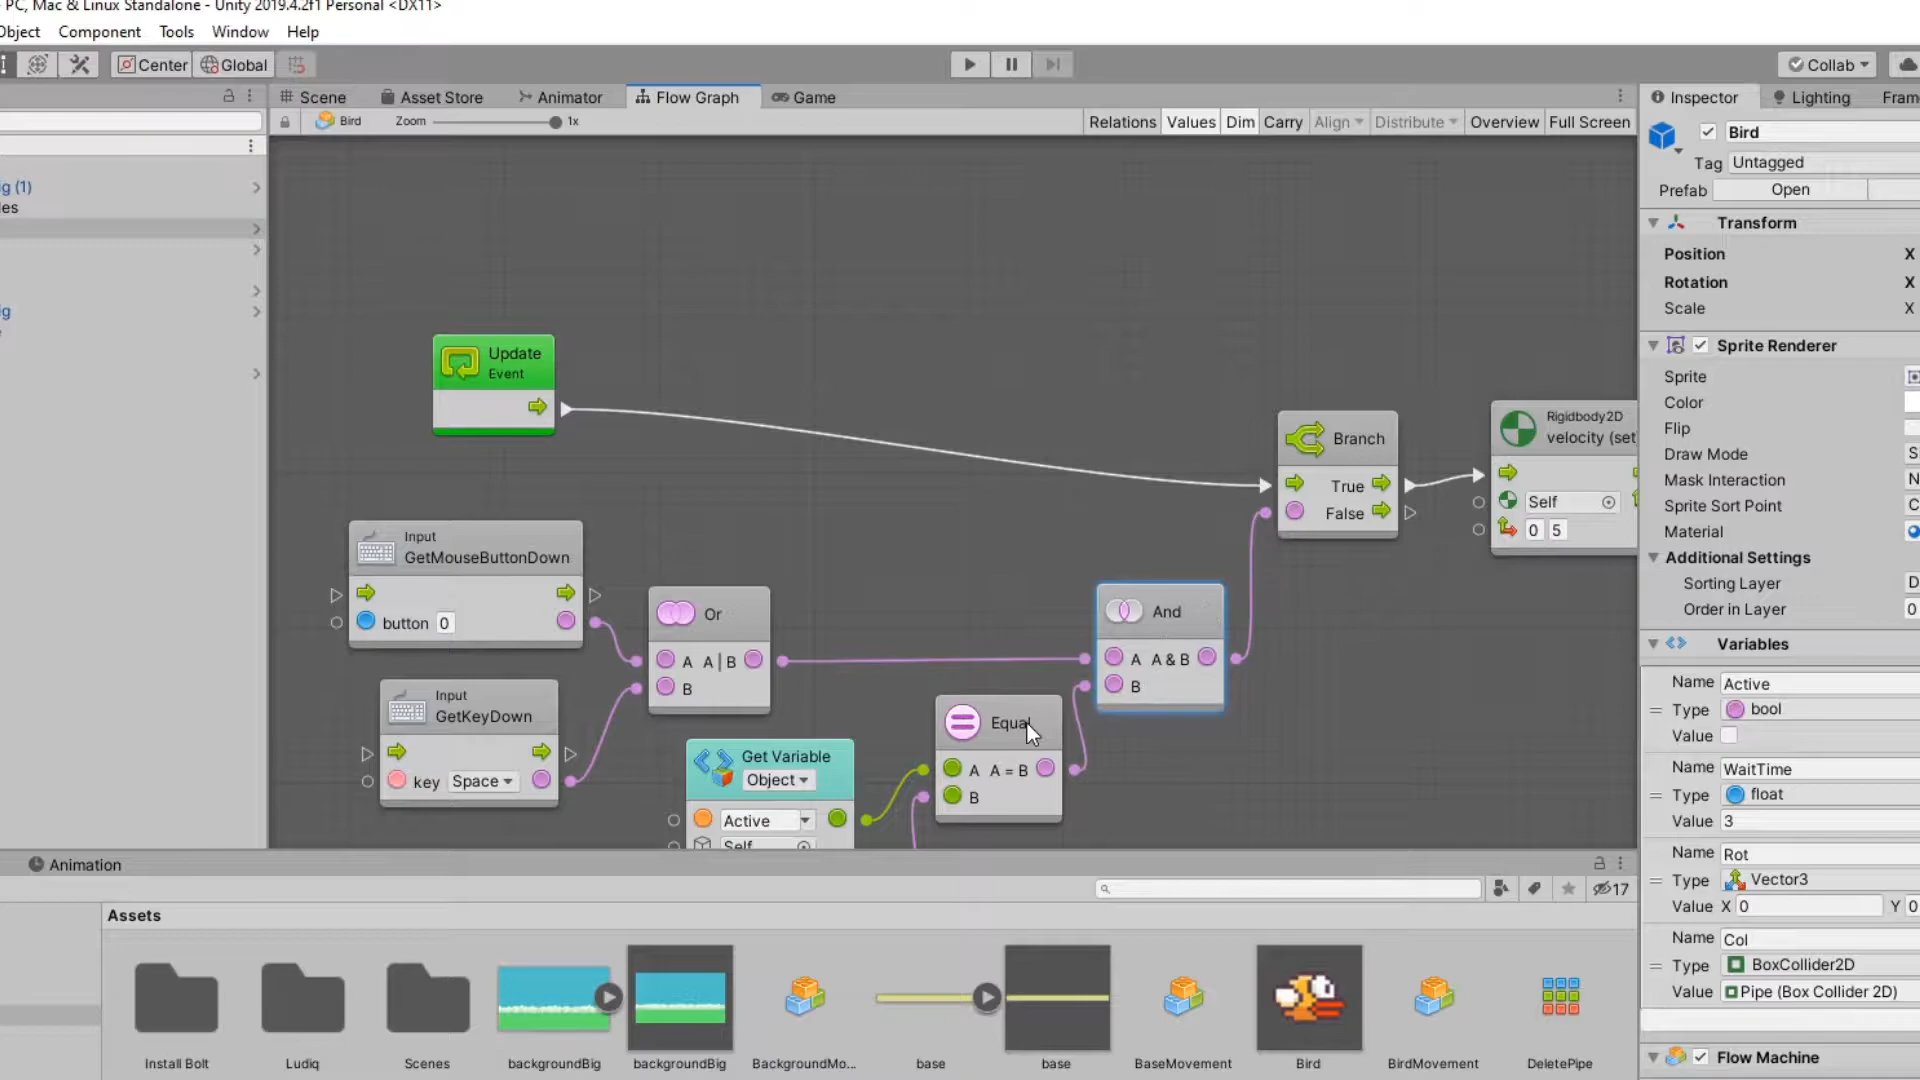 PC, Mac & Linux Standalone - Unity 2019.4.2f1 Personal <DX11>
Object Component Tools Window Help
Center Global Collab
Scene Asset Store Animator Flow Graph Game Inspector Lighting Fram
Bird Zoom 1x Relations Values Dim Carry Align Distribute Overview Full Screen
Bird
Tag Untagged
Prefab Open
ig (1)
les
ig
Transform
Position X
Rotation X
Scale X
Sprite Renderer
Sprite
Color
Flip
Draw Mode S
Mask Interaction N
Sprite Sort Point C
Material
Additional Settings
Sorting Layer D
Order in Layer 0
Variables
Name Active
Type bool
Value
Name WaitTime
Type float
Value 3
Name Rot
Type Vector3
Value X 0 Y 0
Name Col
Type BoxCollider2D
Value Pipe (Box Collider 2D)
Flow Machine
Update
Event
Branch
True
False
Rigidbody2D
velocity (set
Self
0 5
Input
GetMouseButtonDown
button 0
Or
A A|B
B
And
A A & B
B
Input
GetKeyDown
key Space
Get Variable
Object
Active
Self
Equal
A A = B
B
Animation
17
Assets
Install Bolt
Ludiq
Scenes
backgroundBig
backgroundBig
BackgroundMo...
base
base
BaseMovement
Bird
BirdMovement
DeletePipe